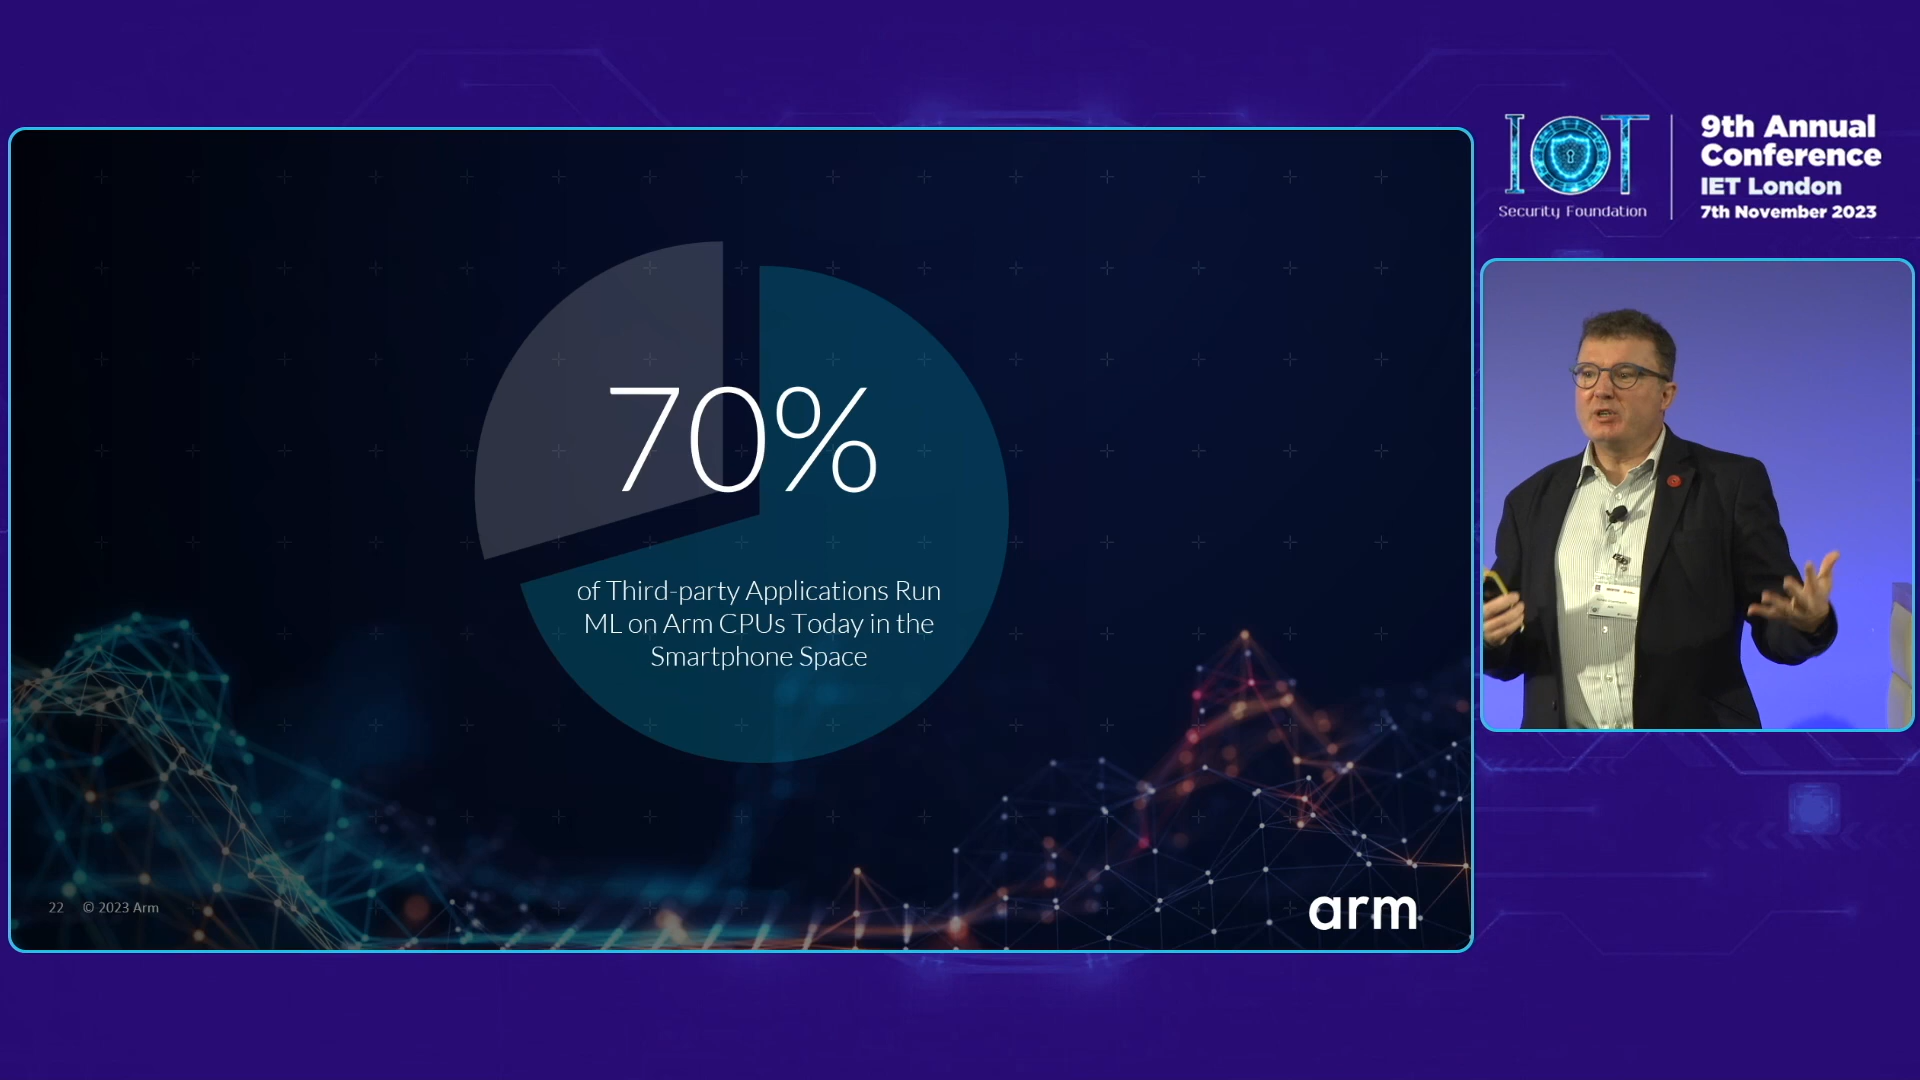 70%
of Third-party Applications Run
ML on Arm CPUs Today in the
Smartphone Space
22 © 2023 Arm
arm
IOT
Security Foundation
9th Annual
Conference
IET London
7th November 2023